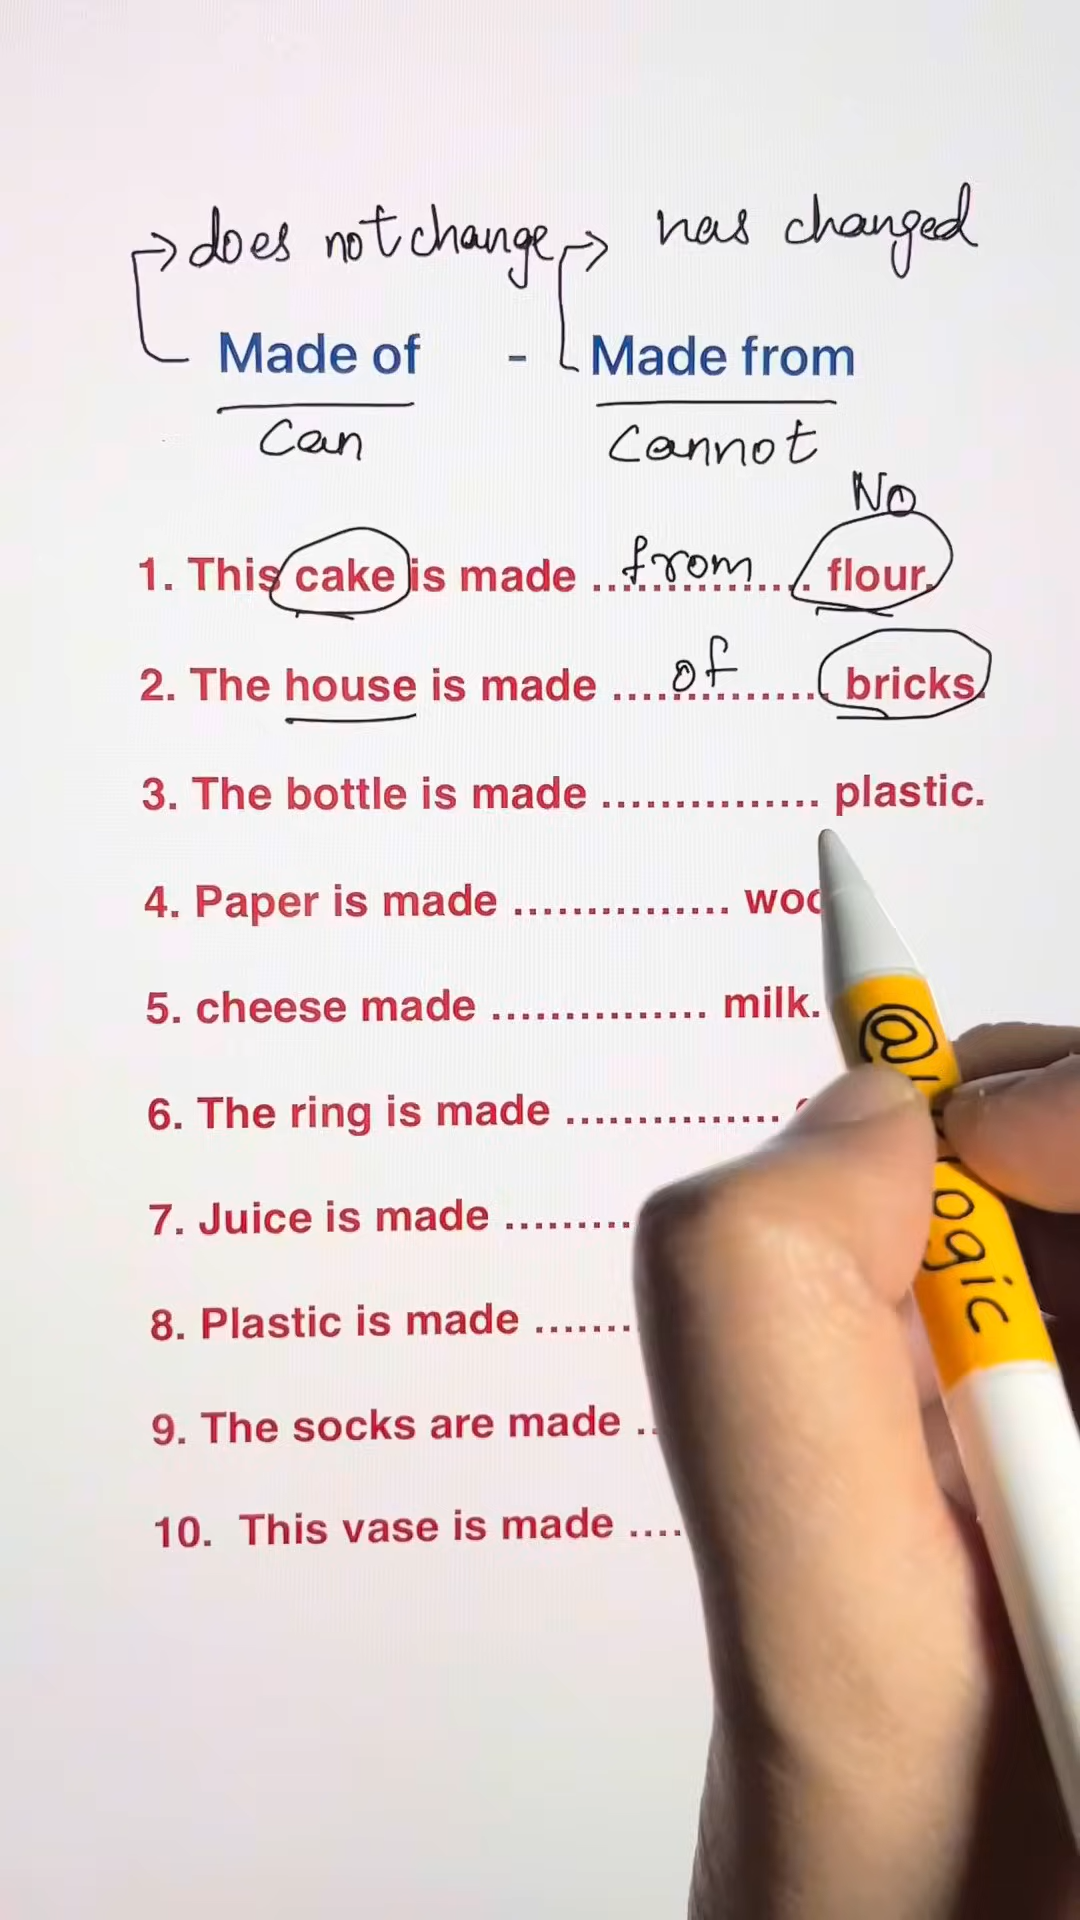 does not change has changed
Made of - Made from
Can Cannot
No
1. This cake is made ............... from flour.
2. The house is made ............... of bricks.
3. The bottle is made ............... plastic.
4. Paper is made ...............
5. cheese made ............... milk.
6. The ring is made ...............
7. Juice is made .........
8. Plastic is made .......
9. The socks are made ..
10. This vase is made ....